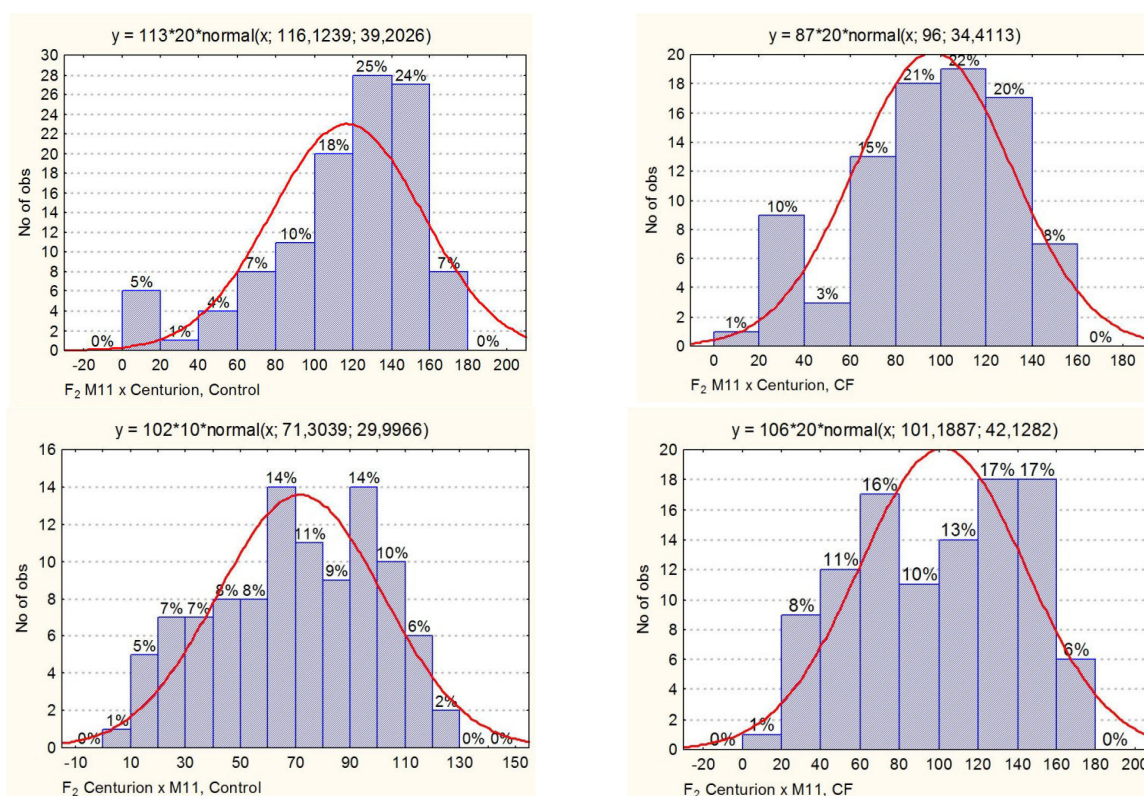 y = 113*20*normal(x; 116,1239; 39,2026)
No of obs
30
28
26
24
22
20
18
16
14
12
10
8
6
4
2
0
0% 5% 1% 4% 7% 10% 18% 25% 24% 7% 0%
0 20 40 60 80 100 120 140 160 180 200
F₂ M11 x Centurion, Control
y = 87*20*normal(x; 96; 34,4113)
No of obs
20
18
16
14
12
10
8
6
4
2
0
1% 10% 3% 15% 21% 22% 20% 8% 0%
0 20 40 60 80 100 120 140 160 180
F₂ M11 x Centurion, CF
y = 102*10*normal(x; 71,3039; 29,9966)
No of obs
16
14
12
10
8
6
4
2
0
0% 1% 5% 7% 7% 8% 8% 14% 11% 9% 14% 10% 6% 2% 0% 0%
-10 10 30 50 70 90 110 130 150
F₂ Centurion x M11, Control
y = 106*20*normal(x; 101,1887; 42,1282)
No of obs
20
18
16
14
12
10
8
6
4
2
0
0% 1% 8% 11% 16% 10% 13% 17% 17% 6% 0%
-20 0 20 40 60 80 100 120 140 160 180 200
F₂ Centurion x M11, CF